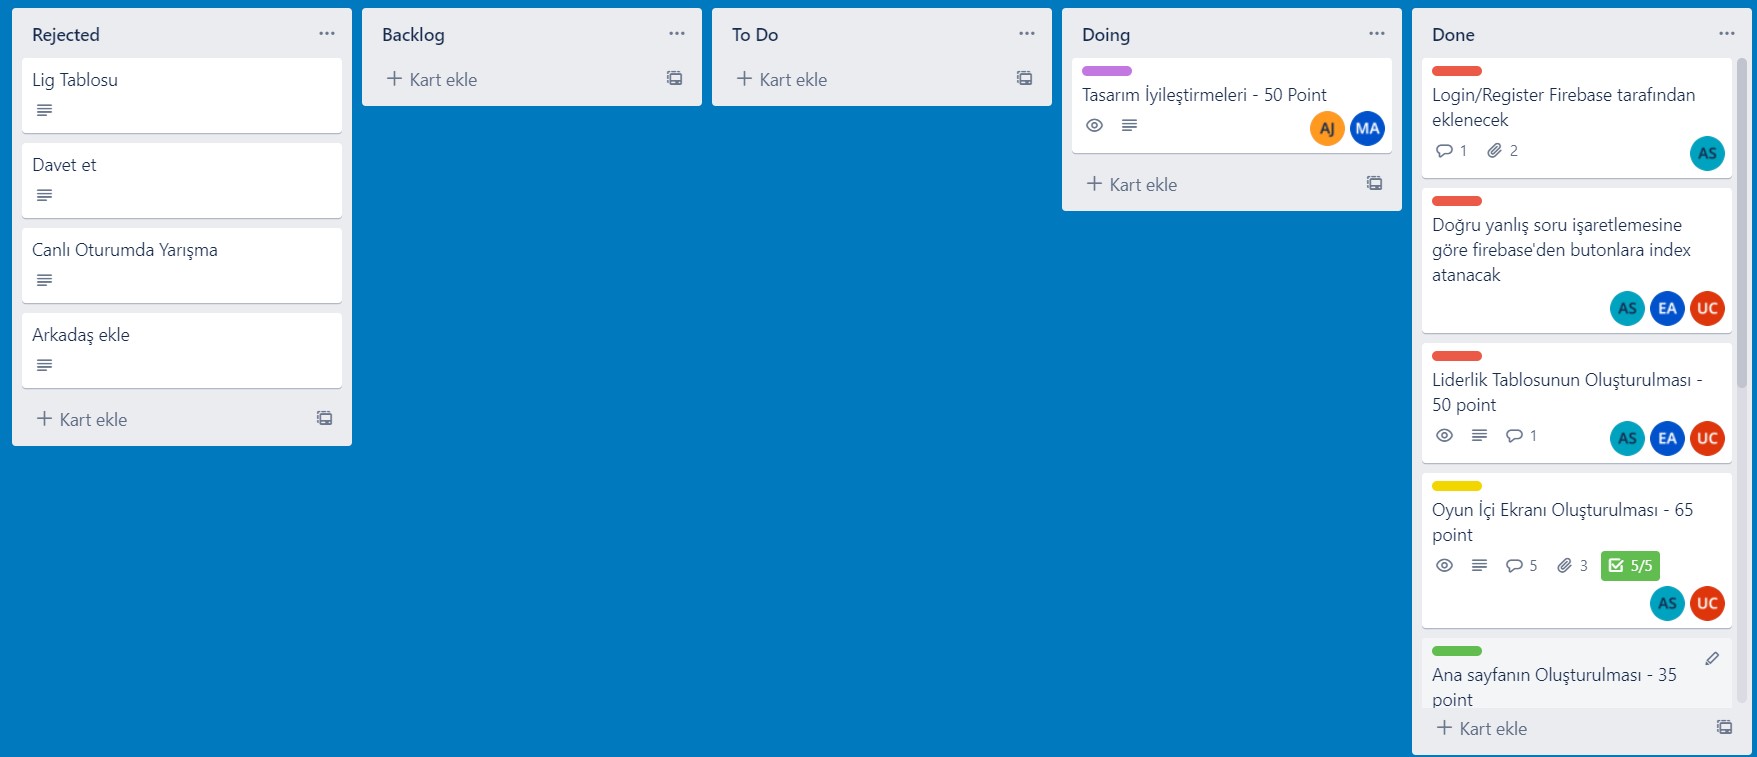 Rejected
Lig Tablosu
Davet et
Canlı Oturumda Yarışma
Arkadaş ekle
+ Kart ekle
Backlog
+ Kart ekle
To Do
+ Kart ekle
Doing
Tasarım İyileştirmeleri - 50 Point
AJ MA
+ Kart ekle
Done
Login/Register Firebase tarafından
eklenecek
1 2
AS
Doğru yanlış soru işaretlemesine
göre firebase'den butonlara index
atanacak
AS EA UC
Liderlik Tablosunun Oluşturulması -
50 point
1
AS EA UC
Oyun İçi Ekranı Oluşturulması - 65
point
5 3 5/5
AS UC
Ana sayfanın Oluşturulması - 35
point
+ Kart ekle